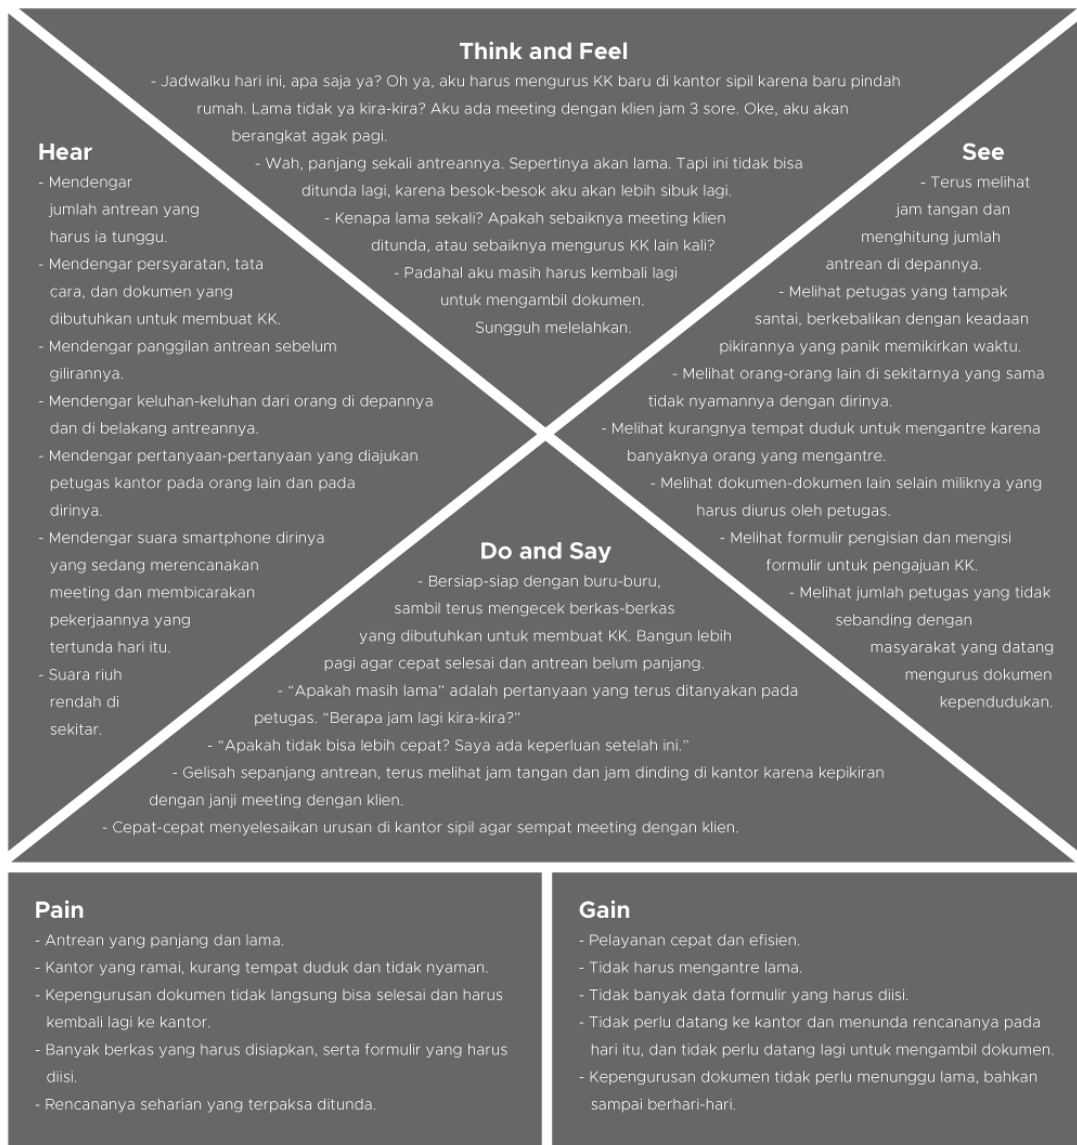 Think and Feel
- Jadwalku hari ini, apa saja ya? Oh ya, aku harus mengurus KK baru di kantor sipil karena baru pindah
rumah. Lama tidak ya kira-kira? Aku ada meeting dengan klien jam 3 sore. Oke, aku akan
berangkat agak pagi.
- Wah, panjang sekali antreannya. Sepertinya akan lama. Tapi ini tidak bisa
ditunda lagi, karena besok-besok aku akan lebih sibuk lagi.
- Kenapa lama sekali? Apakah sebaiknya meeting klien
ditunda, atau sebaiknya mengurus KK lain kali?
- Padahal aku masih harus kembali lagi
untuk mengambil dokumen.
Sungguh melelahkan.
Hear
- Mendengar
jumlah antrean yang
harus ia tunggu.
- Mendengar persyaratan, tata
cara, dan dokumen yang
dibutuhkan untuk membuat KK.
- Mendengar panggilan antrean sebelum
gilirannya.
- Mendengar keluhan-keluhan dari orang di depannya
dan di belakang antreannya.
- Mendengar pertanyaan-pertanyaan yang diajukan
petugas kantor pada orang lain dan pada
dirinya.
- Mendengar suara smartphone dirinya
yang sedang merencanakan
meeting dan membicarakan
pekerjaannya yang
tertunda hari itu.
- Suara riuh
rendah di
sekitar.
See
- Terus melihat
jam tangan dan
menghitung jumlah
antrean di depannya.
- Melihat petugas yang tampak
santai, berkebalikan dengan keadaan
pikirannya yang panik memikirkan waktu.
- Melihat orang-orang lain di sekitarnya yang sama
tidak nyamannya dengan dirinya.
- Melihat kurangnya tempat duduk untuk mengantre karena
banyaknya orang yang mengantre.
- Melihat dokumen-dokumen lain selain miliknya yang
harus diurus oleh petugas.
- Melihat formulir pengisian dan mengisi
formulir untuk pengajuan KK.
- Melihat jumlah petugas yang tidak
sebanding dengan
masyarakat yang datang
mengurus dokumen
kependudukan.
Do and Say
- Bersiap-siap dengan buru-buru,
sambil terus mengecek berkas-berkas
yang dibutuhkan untuk membuat KK. Bangun lebih
pagi agar cepat selesai dan antrean belum panjang.
- “Apakah masih lama” adalah pertanyaan yang terus ditanyakan pada
petugas. “Berapa jam lagi kira-kira?”
- “Apakah tidak bisa lebih cepat? Saya ada keperluan setelah ini.”
- Gelisah sepanjang antrean, terus melihat jam tangan dan jam dinding di kantor karena kepikiran
dengan janji meeting dengan klien.
- Cepat-cepat menyelesaikan urusan di kantor sipil agar sempat meeting dengan klien.
Pain
- Antrean yang panjang dan lama.
- Kantor yang ramai, kurang tempat duduk dan tidak nyaman.
- Kepengurusan dokumen tidak langsung bisa selesai dan harus
kembali lagi ke kantor.
- Banyak berkas yang harus disiapkan, serta formulir yang harus
diisi.
- Rencananya seharian yang terpaksa ditunda.
Gain
- Pelayanan cepat dan efisien.
- Tidak harus mengantre lama.
- Tidak banyak data formulir yang harus diisi.
- Tidak perlu datang ke kantor dan menunda rencananya pada
hari itu, dan tidak perlu datang lagi untuk mengambil dokumen.
- Kepengurusan dokumen tidak perlu menunggu lama, bahkan
sampai berhari-hari.